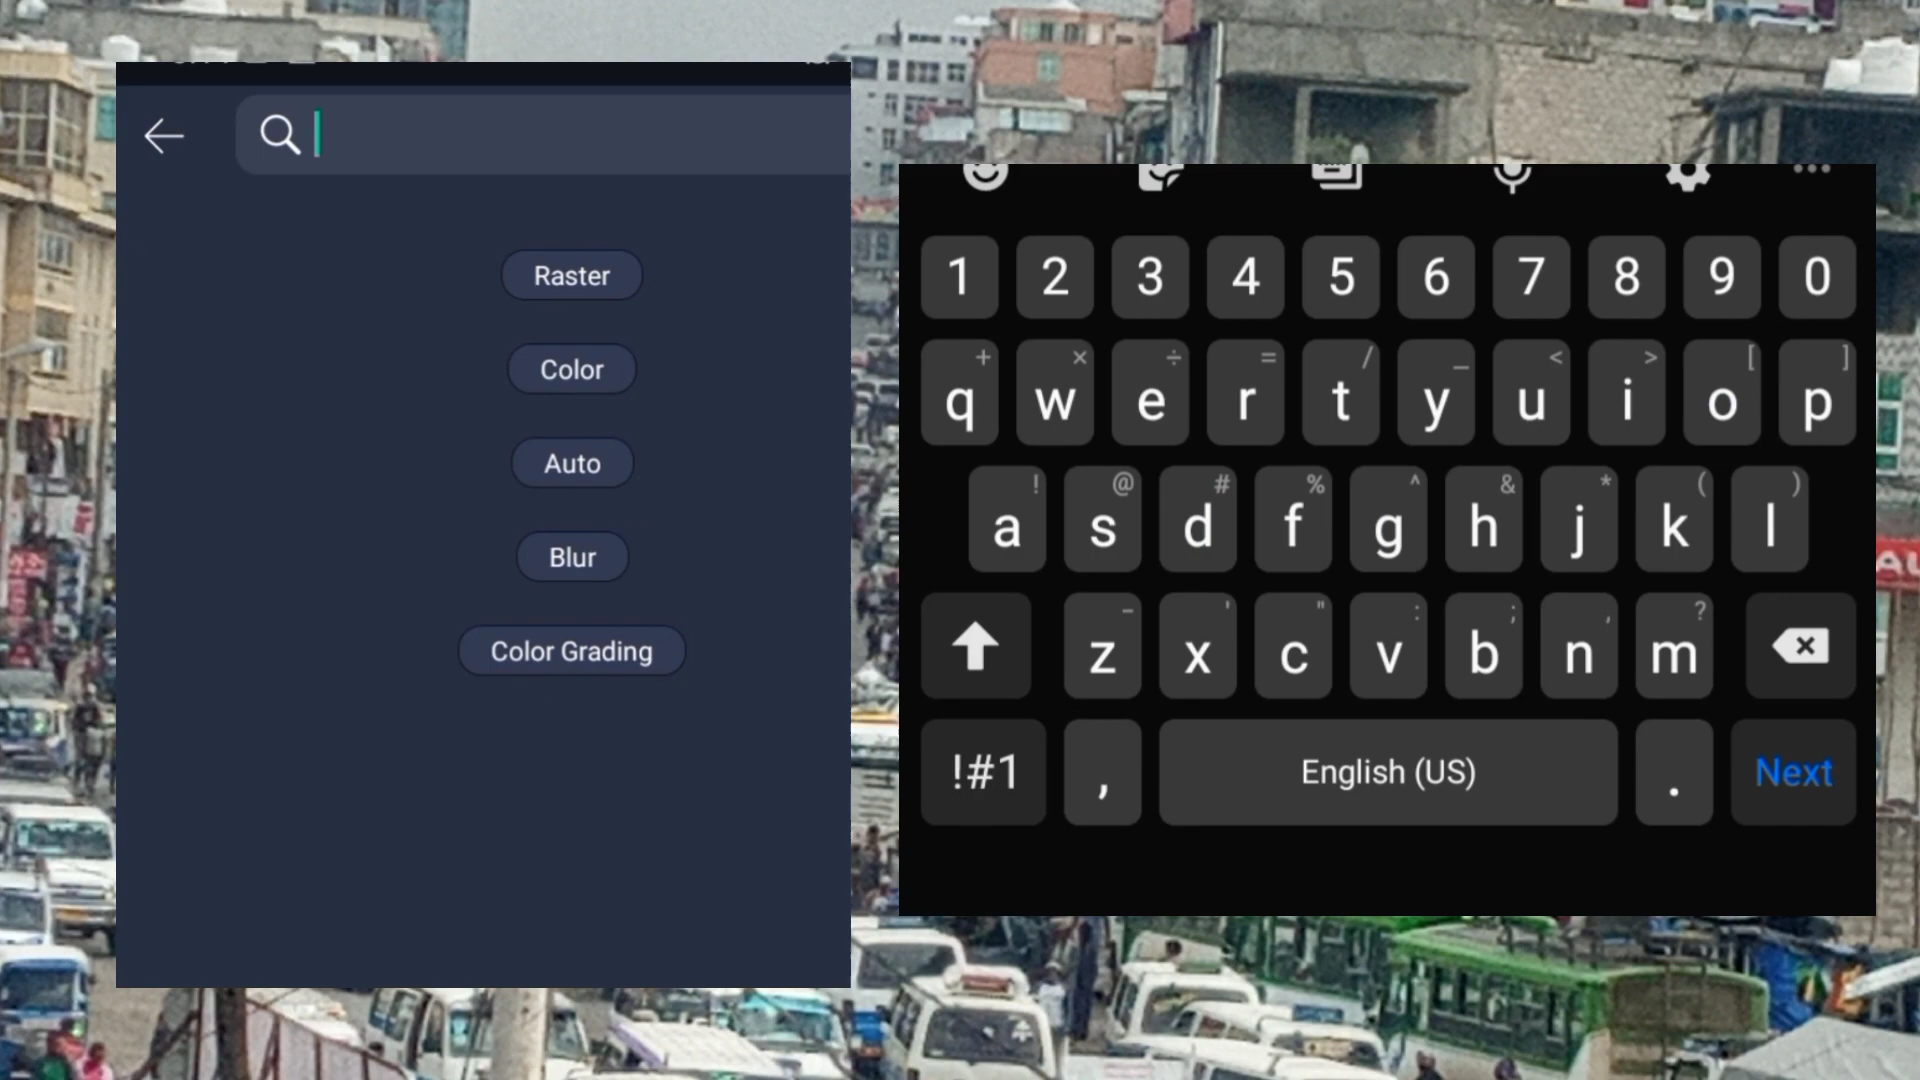 Raster
Color
Auto
Blur
Color Grading
1 2 3 4 5 6 7 8 9 0
+ × ÷ = / _ < > [ ]
q w e r t y u i o p
! @ # % ^ & * ( )
a s d f g h j k l
- ' " : ; , ?
z x c v b n m
!#1 , English (US) . Next